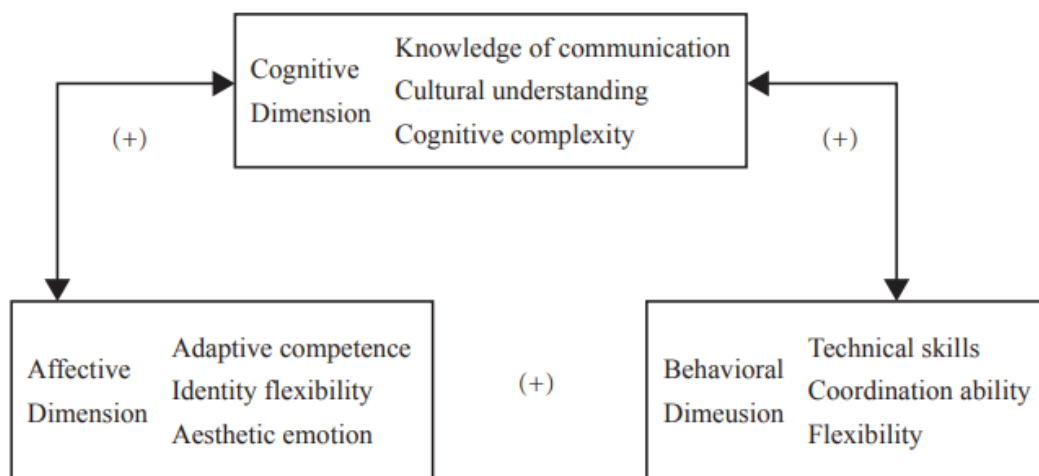 Cognitive
Dimension
Knowledge of communication
Cultural understanding
Cognitive complexity
(+)
(+)
Affective
Dimension
Adaptive competence
Identity flexibility
Aesthetic emotion
(+)
Behavioral
Dimeusion
Technical skills
Coordination ability
Flexibility